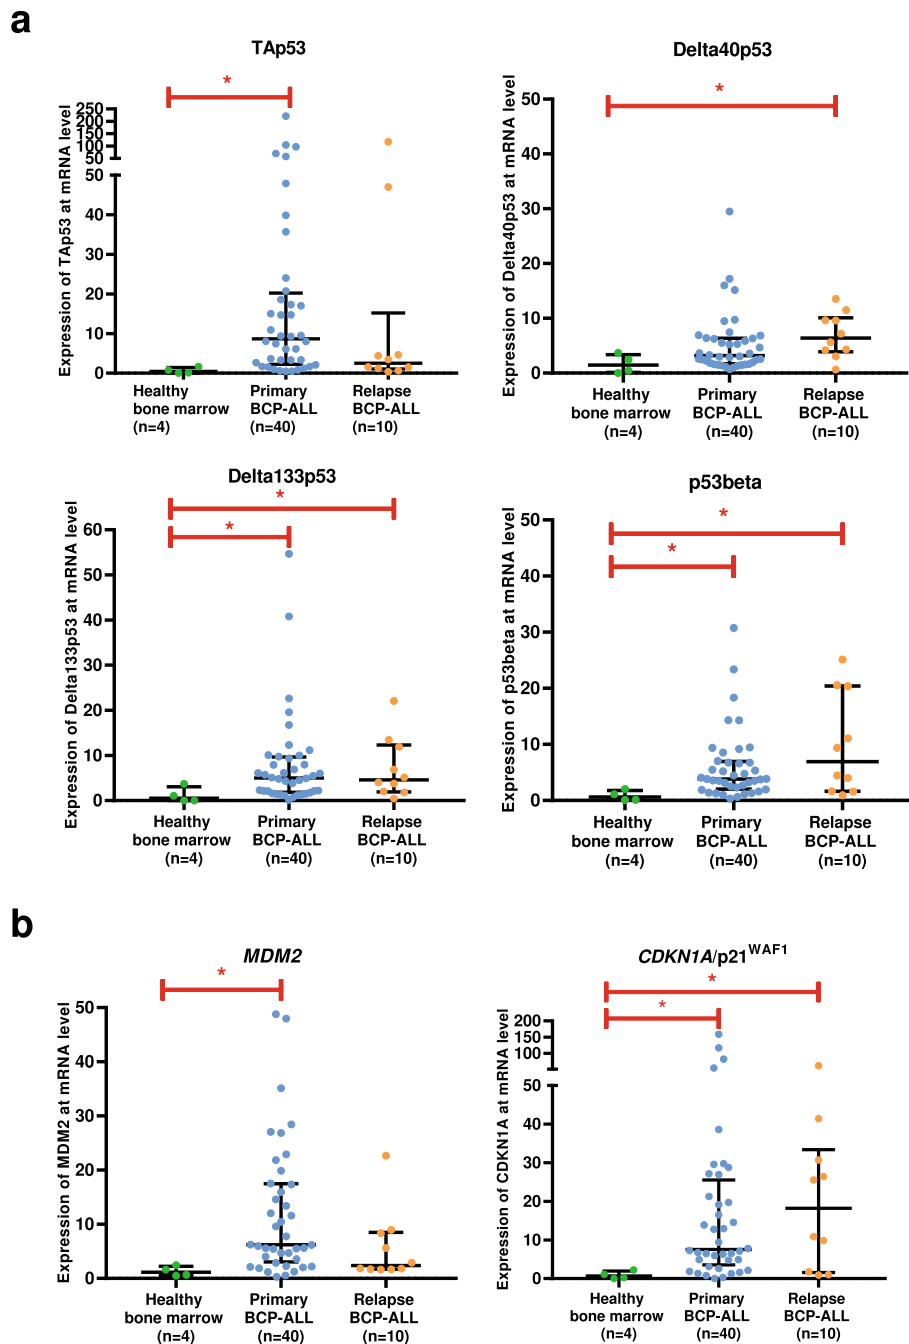 a
TAp53
*
Expression of TAp53 at mRNA level
250
200
150
100
50
50
40
30
20
10
0
Healthy bone marrow (n=4)
Primary BCP-ALL (n=40)
Relapse BCP-ALL (n=10)
Delta40p53
*
Expression of Delta40p53 at mRNA level
50
40
30
20
10
0
Healthy bone marrow (n=4)
Primary BCP-ALL (n=40)
Relapse BCP-ALL (n=10)
Delta133p53
*
*
Expression of Delta133p53 at mRNA level
60
50
40
30
20
10
0
Healthy bone marrow (n=4)
Primary BCP-ALL (n=40)
Relapse BCP-ALL (n=10)
p53beta
*
*
Expression of p53beta at mRNA level
50
40
30
20
10
0
Healthy bone marrow (n=4)
Primary BCP-ALL (n=40)
Relapse BCP-ALL (n=10)
b
MDM2
*
Expression of MDM2 at mRNA level
50
40
30
20
10
0
Healthy bone marrow (n=4)
Primary BCP-ALL (n=40)
Relapse BCP-ALL (n=10)
CDKN1A/p21WAF1
*
*
Expression of CDKN1A at mRNA level
200
150
100
50
40
30
20
10
0
Healthy bone marrow (n=4)
Primary BCP-ALL (n=40)
Relapse BCP-ALL (n=10)